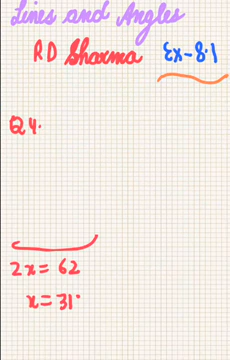 Lines and Angles
RD Sharma Ex-8.1
Q4.
2x = 62
x = 31°